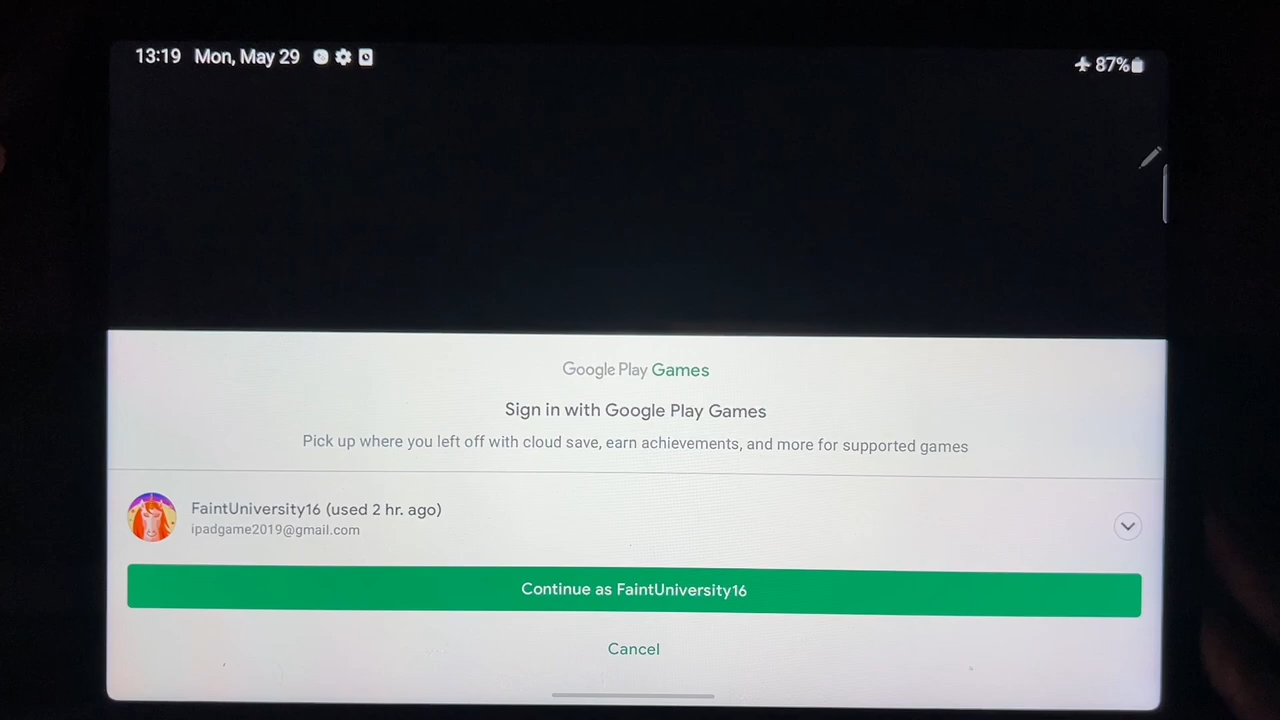 13:19 Mon, May 29
87%
Google Play Games
Sign in with Google Play Games
Pick up where you left off with cloud save, earn achievements, and more for supported games
FaintUniversity16 (used 2 hr. ago)
ipadgame2019@gmail.com
Continue as FaintUniversity16
Cancel